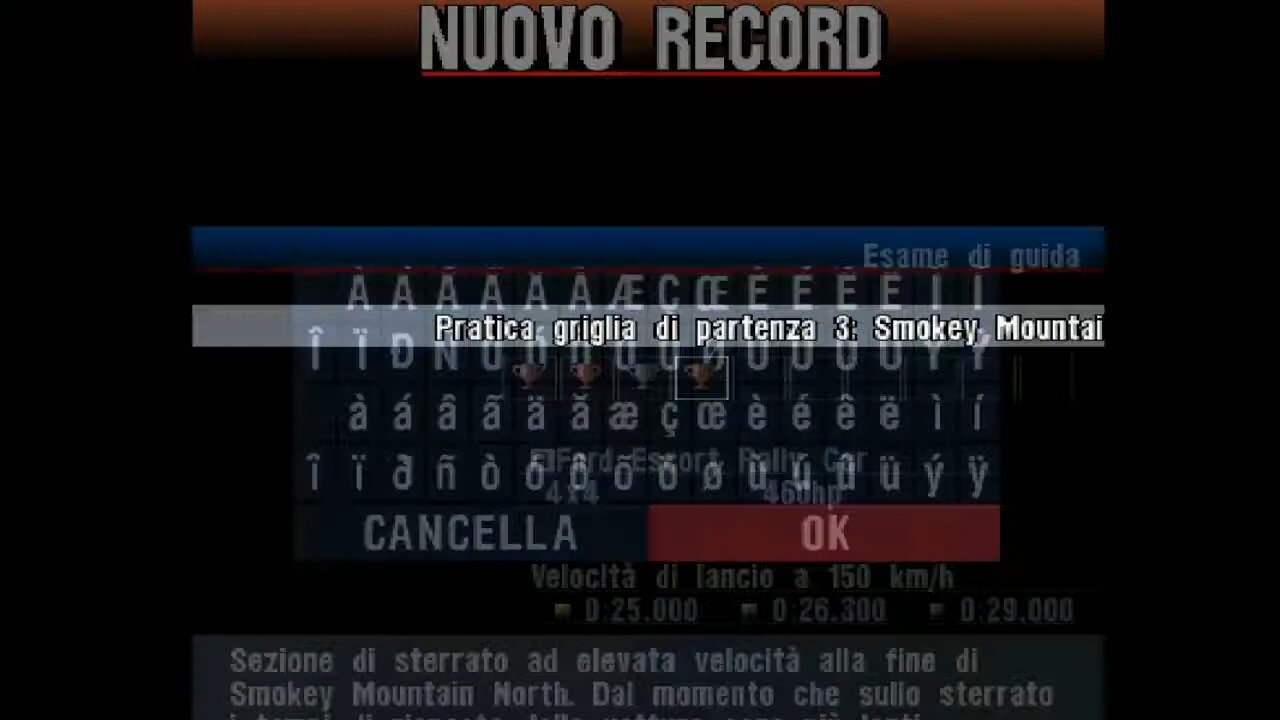 NUOVO RECORD
Esame di guida
À Á Â Ã Ä Å Æ Ç Œ È É Ê Ë Ì Í
Pratica griglia di partenza 3: Smokey Mountai
Î Ï Ð Ñ
à á â ã ä å æ ç œ è é ê ë ì í
Ford Escort Rally Car
î ï ð ñ ò ó ô õ ö ø ù ú û ü ý ÿ
4x4 460hp
CANCELLA OK
Velocità di lancio a 150 km/h
0:25.000 0:26.300 0:29.000
Sezione di sterrato ad elevata velocità alla fine di
Smokey Mountain North. Dal momento che sullo sterrato